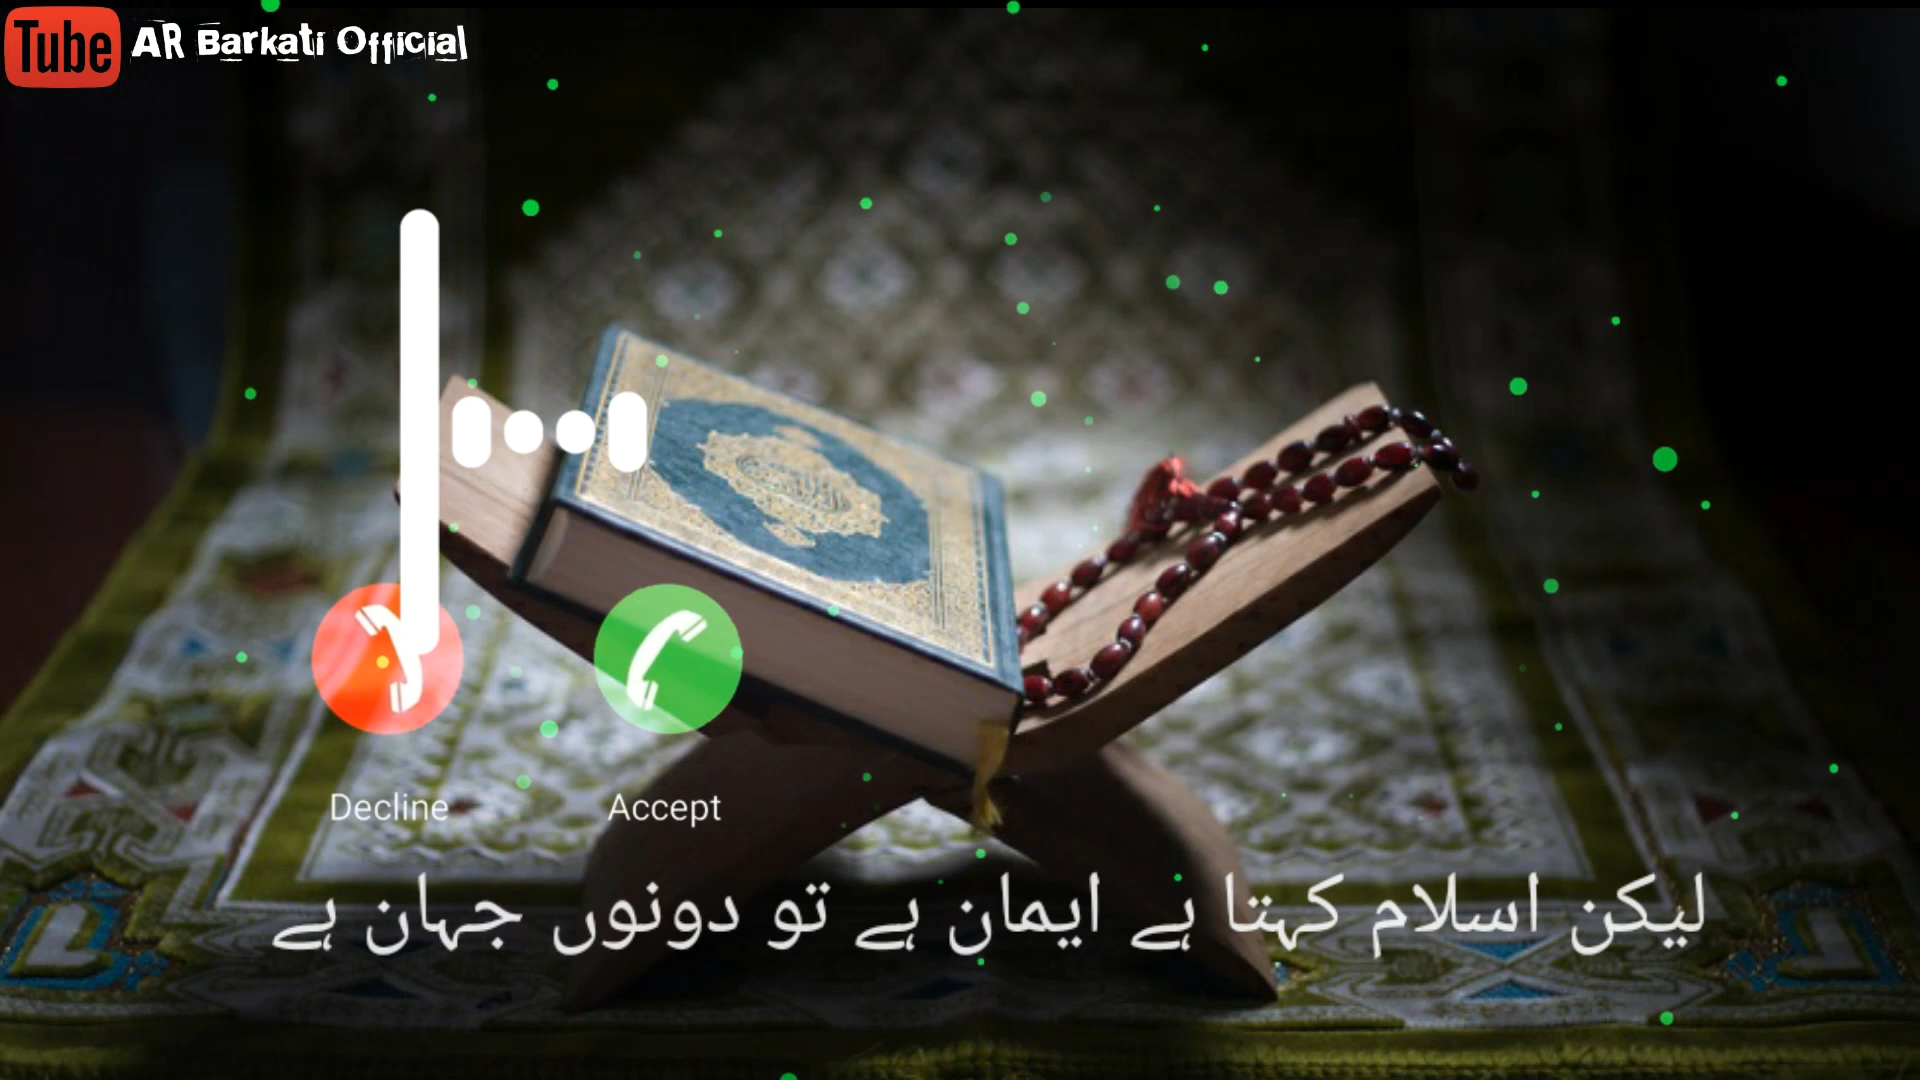 Tube AR Barkati Official
Decline Accept
لیکن اسلام کہتا ہے ایمان ہے تو دونوں جہان ہے